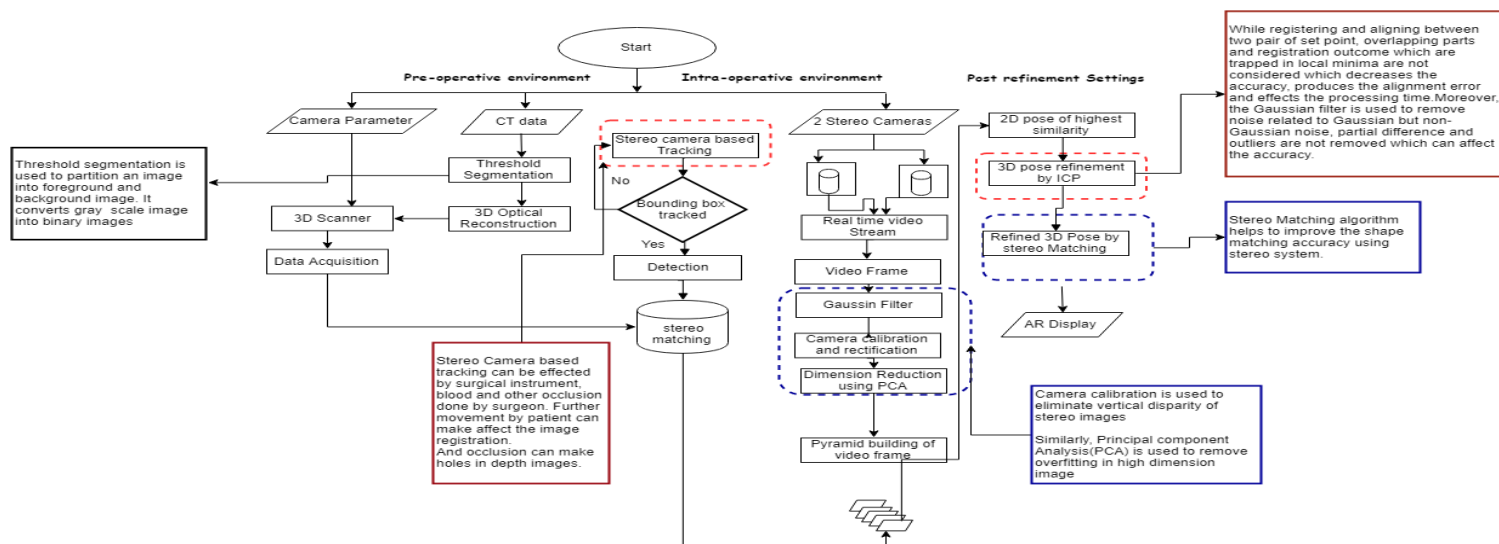 Start
Pre-operative environment
Intra-operative environment
Post refinement Settings
Camera Parameter
CT data
2 Stereo Cameras
2D pose of highest
similarity
Stereo camera based
Tracking
Threshold
Segmentation
3D pose refinement
by ICP
No
Bounding box
tracked
3D Scanner
3D Optical
Reconstruction
Real time video
Stream
Refined 3D Pose by
stereo Matching
Yes
Data Acquisition
Detection
Video Frame
Gaussin Filter
stereo
matching
Camera calibration
and rectification
AR Display
Dimension Reduction
using PCA
Pyramid building of
video frame
Threshold segmentation is
used to partition an image
into foreground and
background image. It
converts gray scale image
into binary images
Stereo Camera based
tracking can be effected
by surgical instrument,
blood and other occlusion
done by surgeon. Further
movement by patient can
make affect the image
registration.
And occlusion can make
holes in depth images.
While registering and aligning between
two pair of set point, overlapping parts
and registration outcome which are
trapped in local minima are not
considered which decreases the
accuracy, produces the alignment error
and effects the processing time.Moreover,
the Gaussian filter is used to remove
noise related to Gaussian but non-
Gaussian noise, partial difference and
outliers are not removed which can affect
the accuracy.
Stereo Matching algorithm
helps to improve the shape
matching accuracy using
stereo system.
Camera calibration is used to
eliminate vertical disparity of
stereo images
Similarly, Principal component
Analysis(PCA) is used to remove
overfitting in high dimension
image